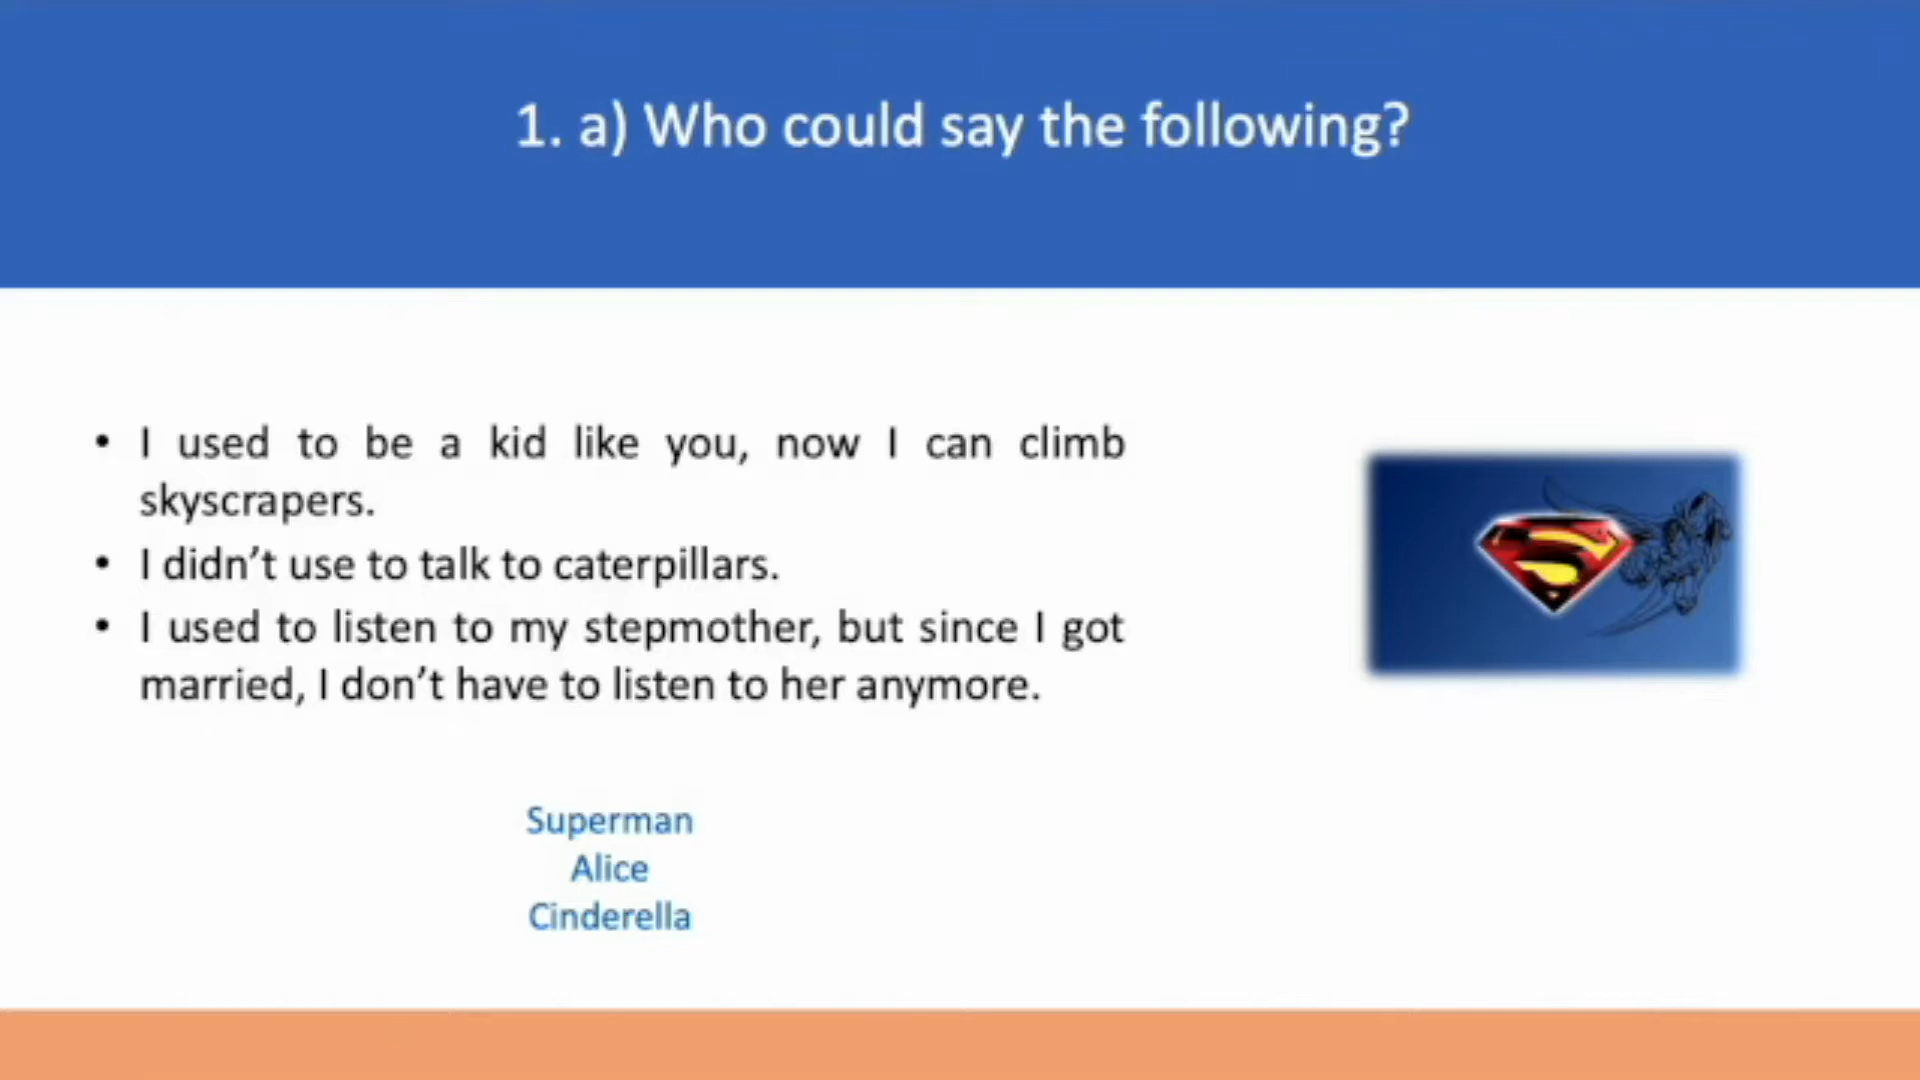 1. a) Who could say the following?
• I used to be a kid like you, now I can climb
skyscrapers.
• I didn’t use to talk to caterpillars.
• I used to listen to my stepmother, but since I got
married, I don’t have to listen to her anymore.
S
Superman
Alice
Cinderella